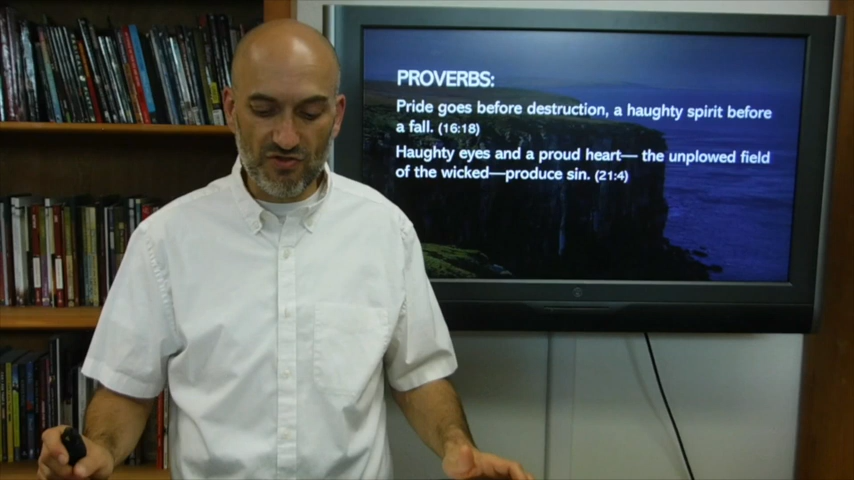 PROVERBS:
Pride goes before destruction, a haughty spirit before
a fall. (16:18)
Haughty eyes and a proud heart— the unplowed field
of the wicked—produce sin. (21:4)